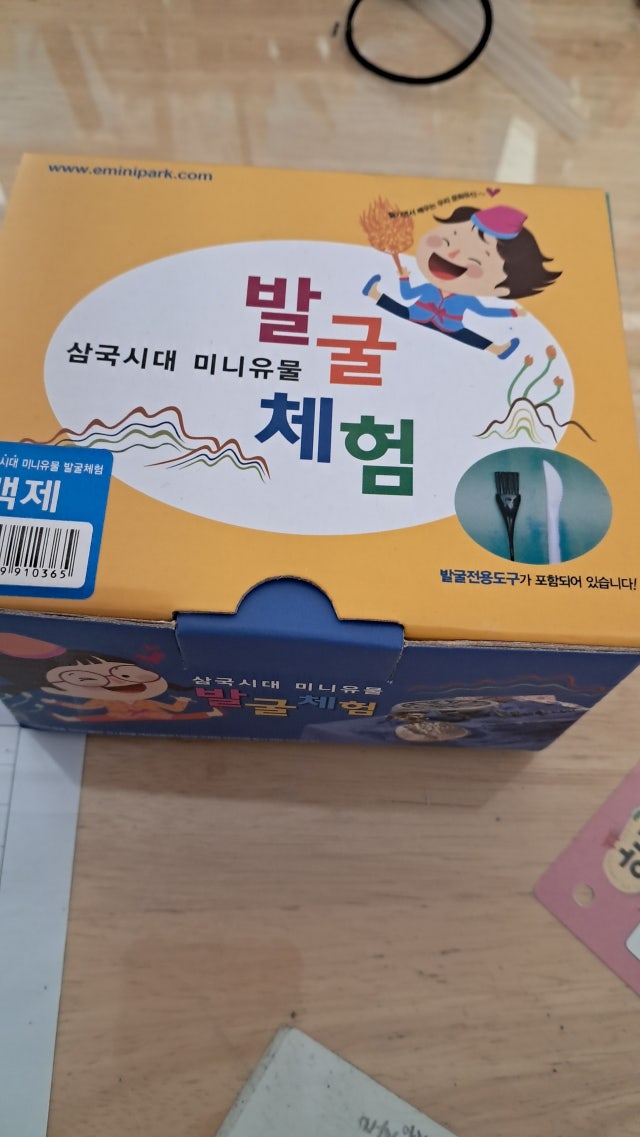 www.eminipark.com
발굴
삼국시대 미니유물
체험
시대 미니유물 발굴체험
백제
9910365
발굴전용도구가 포함되어 있습니다!
삼국시대 미니유물
발굴체험